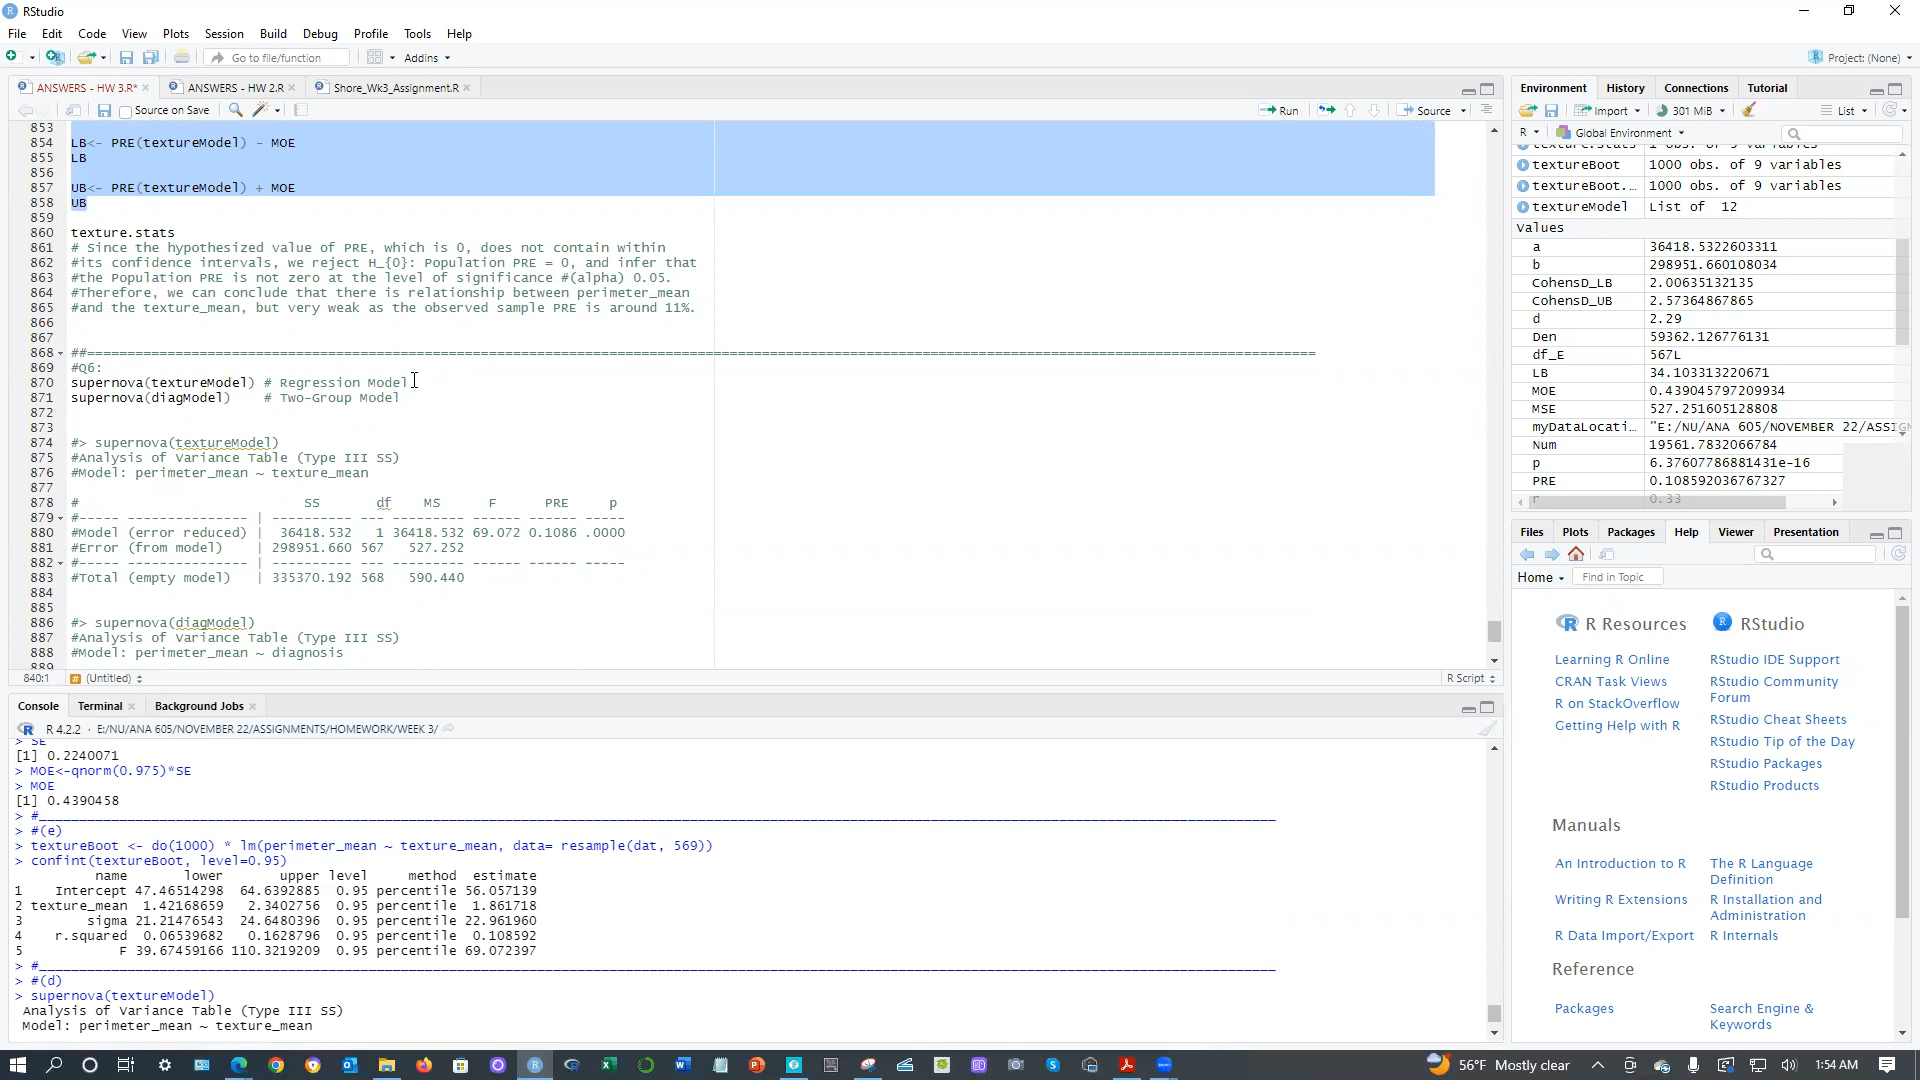 RStudio
File Edit Code View Plots Session Build Debug Profile Tools Help
Go to file/function Addins Project: (None)
ANSWERS - HW 3.R* ANSWERS - HW 2.R Shore_Wk3_Assignment.R
Source on Save Run Source
853
854 LB<- PRE(textureModel) - MOE
855 LB
856
857 UB<- PRE(textureModel) + MOE
858 UB
859
860 texture.stats
861 # Since the hypothesized value of PRE, which is 0, does not contain within
862 #its confidence intervals, we reject H_{0}: Population PRE = 0, and infer that
863 #the Population PRE is not zero at the level of significance #(alpha) 0.05.
864 #Therefore, we can conclude that there is relationship between perimeter_mean
865 #and the texture_mean, but very weak as the observed sample PRE is around 11%.
866
867
868 ##==========================================================================================================================================================
869 #Q6:
870 supernova(textureModel) # Regression Model
871 supernova(diagModel) # Two-Group Model
872
873
874 #> supernova(textureModel)
875 #Analysis of Variance Table (Type III SS)
876 #Model: perimeter_mean ~ texture_mean
877
878 # SS df MS F PRE p
879 #----- --------------- | ---------- --- --------- ------ ------ -----
880 #Model (error reduced) | 36418.532 1 36418.532 69.072 0.1086 .0000
881 #Error (from model) | 298951.660 567 527.252
882 #----- --------------- | ---------- --- --------- ------ ------ -----
883 #Total (empty model) | 335370.192 568 590.440
884
885
886 #> supernova(diagModel)
887 #Analysis of Variance Table (Type III SS)
888 #Model: perimeter_mean ~ diagnosis
889
840:1 (Untitled) R Script
Console Terminal Background Jobs
R 4.2.2 · E:/NU/ANA 605/NOVEMBER 22/ASSIGNMENTS/HOMEWORK/WEEK 3/
> SE
[1] 0.2240071
> MOE<-qnorm(0.975)*SE
> MOE
[1] 0.4390458
> #__________________________________________________________________________________________
> #(e)
> textureBoot <- do(1000) * lm(perimeter_mean ~ texture_mean, data= resample(dat, 569))
> confint(textureBoot, level=0.95)
name lower upper level method estimate
1 Intercept 47.46514298 64.6392885 0.95 percentile 56.057139
2 texture_mean 1.42168659 2.3402756 0.95 percentile 1.861718
3 sigma 21.21476543 24.6480396 0.95 percentile 22.961960
4 r.squared 0.06539682 0.1628796 0.95 percentile 0.108592
5 F 39.67459166 110.3219209 0.95 percentile 69.072397
> #__________________________________________________________________________________________
> #(d)
> supernova(textureModel)
Analysis of Variance Table (Type III SS)
Model: perimeter_mean ~ texture_mean
Environment History Connections Tutorial
Import 301 MiB List
R Global Environment
texture.stats 1 obs. of 9 variables
textureBoot 1000 obs. of 9 variables
textureBoot.… 1000 obs. of 9 variables
textureModel List of 12
Values
a 36418.5322603311
b 298951.660108034
CohensD_LB 2.00635132135
CohensD_UB 2.57364867865
d 2.29
Den 59362.126776131
df_E 567L
LB 34.103313220671
MOE 0.439045797209934
MSE 527.251605128808
myDataLocati… "E:/NU/ANA 605/NOVEMBER 22/ASSIGN
Num 19561.7832066784
p 6.37607786881431e-16
PRE 0.108592036767327
r 0.33
Files Plots Packages Help Viewer Presentation
Home Find in Topic
R Resources
Learning R Online
CRAN Task Views
R on StackOverflow
Getting Help with R
RStudio
RStudio IDE Support
RStudio Community
Forum
RStudio Cheat Sheets
RStudio Tip of the Day
RStudio Packages
RStudio Products
Manuals
An Introduction to R
The R Language
Definition
Writing R Extensions
R Installation and
Administration
R Data Import/Export
R Internals
Reference
Packages
Search Engine &
Keywords
56°F Mostly clear 1:54 AM